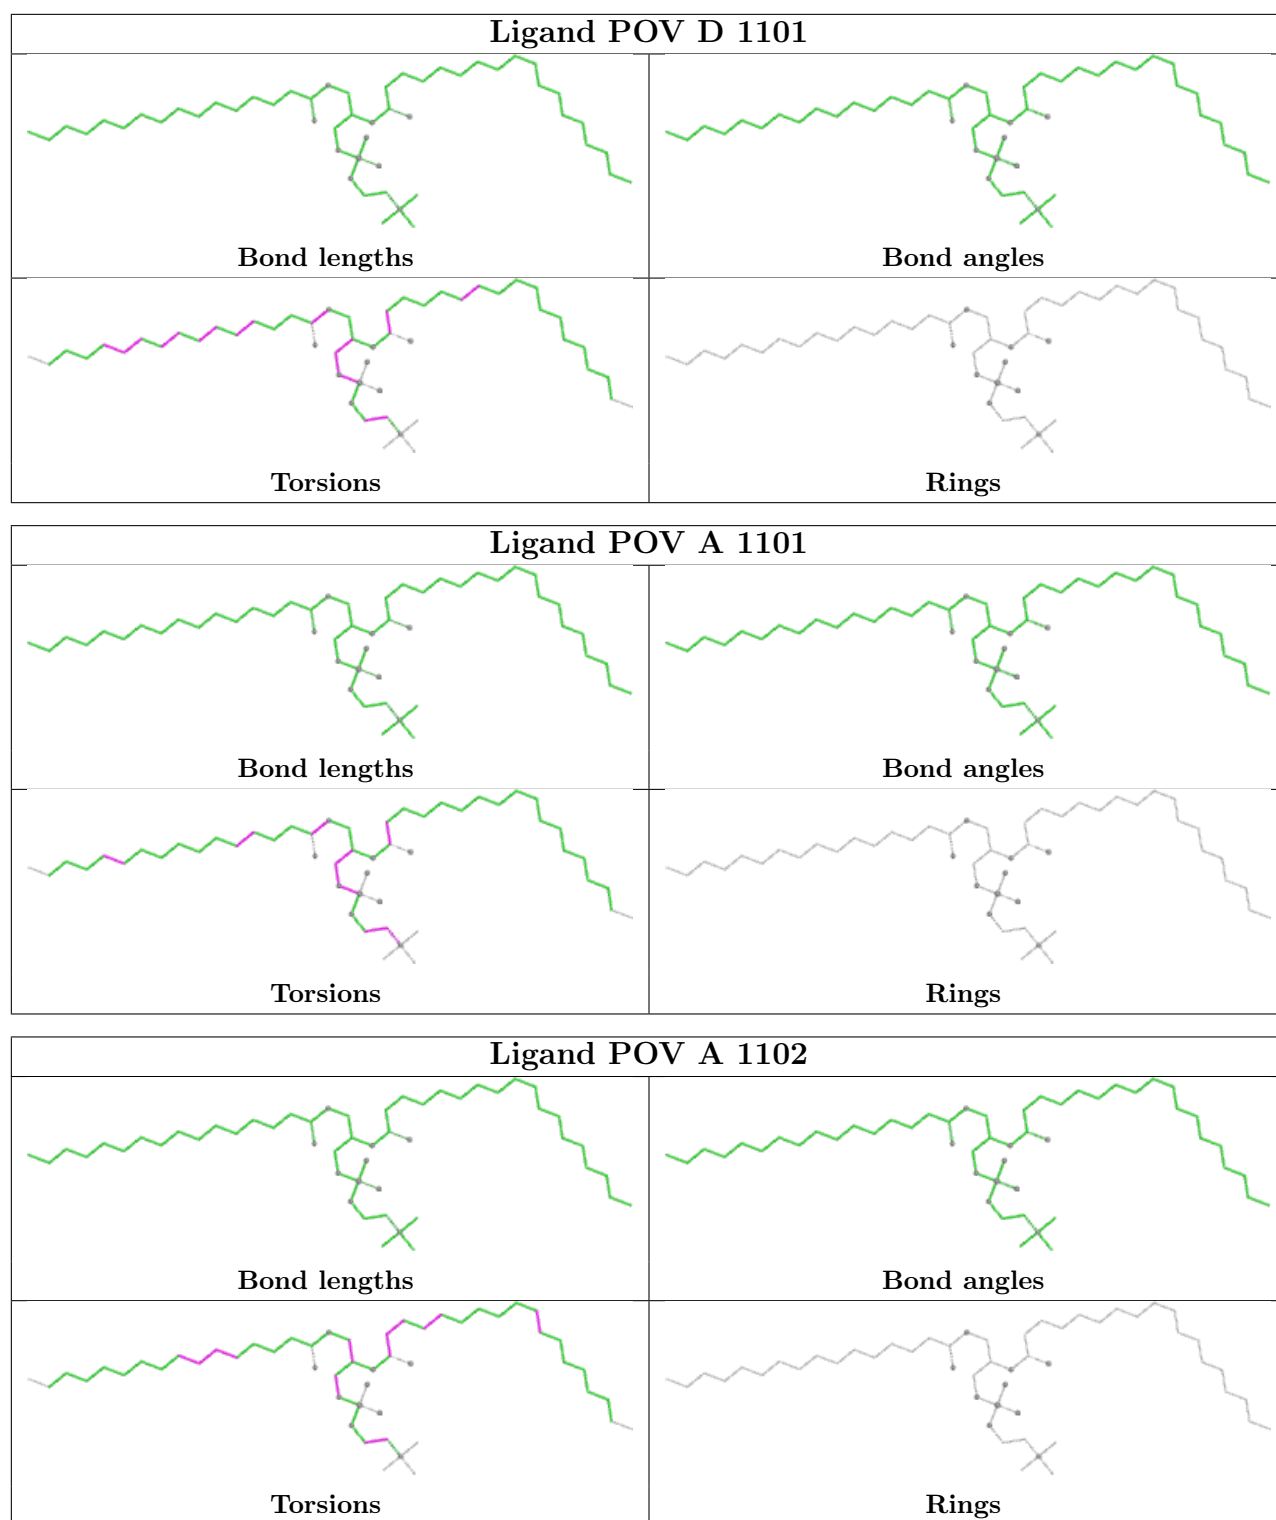 Ligand POV D 1101
Bond lengths
Bond angles
Torsions
Rings
Ligand POV A 1101
Bond lengths
Bond angles
Torsions
Rings
Ligand POV A 1102
Bond lengths
Bond angles
Torsions
Rings